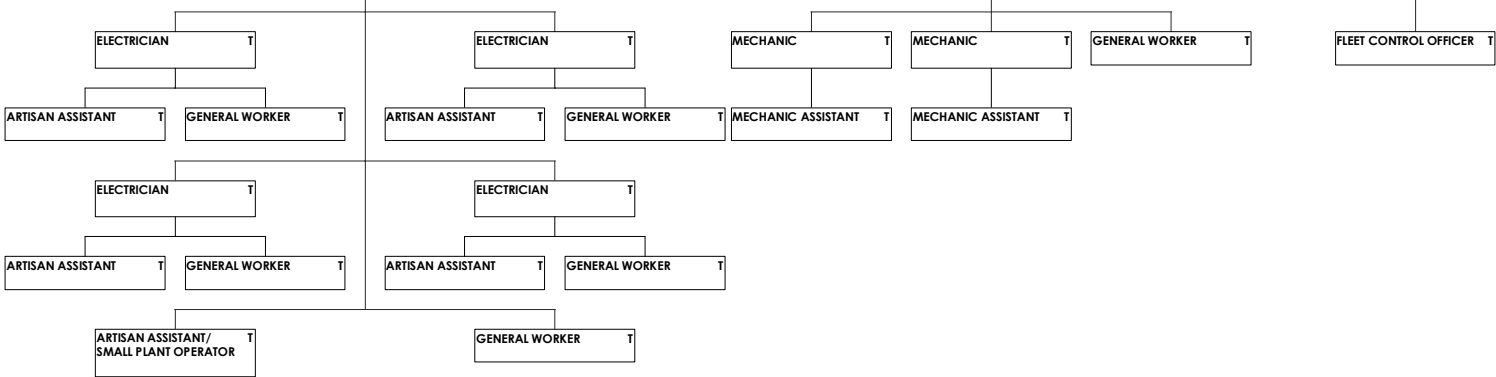 ELECTRICIAN T
ELECTRICIAN T
MECHANIC T
MECHANIC T
GENERAL WORKER T
FLEET CONTROL OFFICER T
ARTISAN ASSISTANT T
GENERAL WORKER T
ARTISAN ASSISTANT T
GENERAL WORKER T
MECHANIC ASSISTANT T
MECHANIC ASSISTANT T
ELECTRICIAN T
ELECTRICIAN T
ARTISAN ASSISTANT T
GENERAL WORKER T
ARTISAN ASSISTANT T
GENERAL WORKER T
ARTISAN ASSISTANT/ T
SMALL PLANT OPERATOR
GENERAL WORKER T